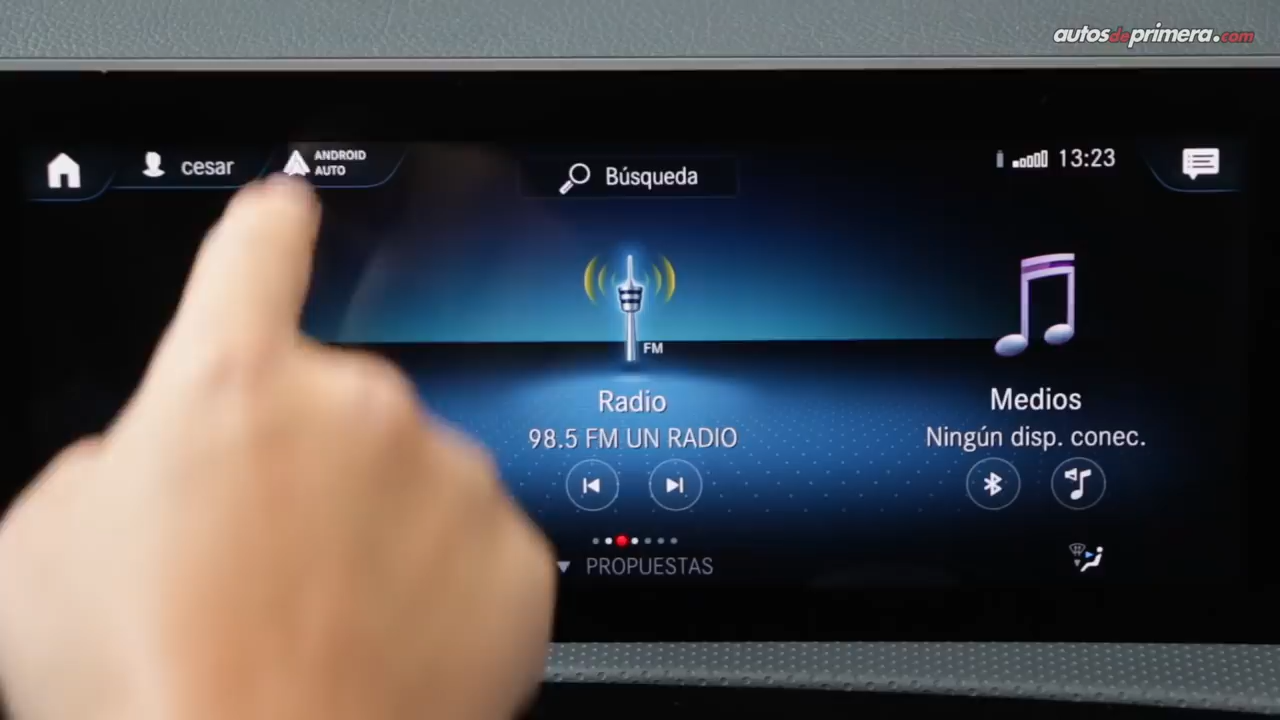 autosdeprimera.com
cesar
ANDROID
AUTO
Búsqueda
13:23
FM
Radio
98.5 FM UN RADIO
Medios
Ningún disp. conec.
PROPUESTAS